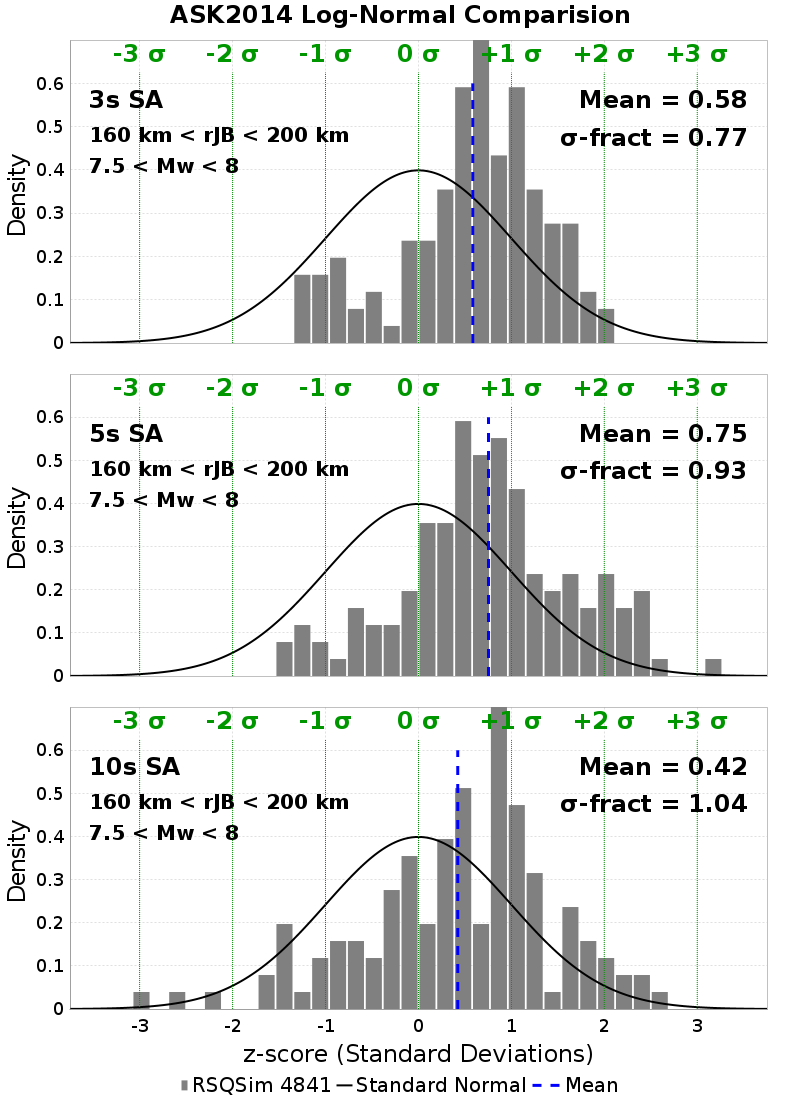 ASK2014 Log-Normal Comparision
-3 σ -2 σ -1 σ 0 σ +1 σ +2 σ +3 σ
3s SA
Mean = 0.58
160 km < rJB < 200 km
σ-fract = 0.77
7.5 < Mw < 8
Density
0.6
0.5
0.4
0.3
0.2
0.1
0
-3 σ -2 σ -1 σ 0 σ +1 σ +2 σ +3 σ
5s SA
Mean = 0.75
160 km < rJB < 200 km
σ-fract = 0.93
7.5 < Mw < 8
Density
0.6
0.5
0.4
0.3
0.2
0.1
0
-3 σ -2 σ -1 σ 0 σ +1 σ +2 σ +3 σ
10s SA
Mean = 0.42
160 km < rJB < 200 km
σ-fract = 1.04
7.5 < Mw < 8
Density
0.6
0.5
0.4
0.3
0.2
0.1
0
-3 -2 -1 0 1 2 3
z-score (Standard Deviations)
RSQSim 4841 Standard Normal Mean